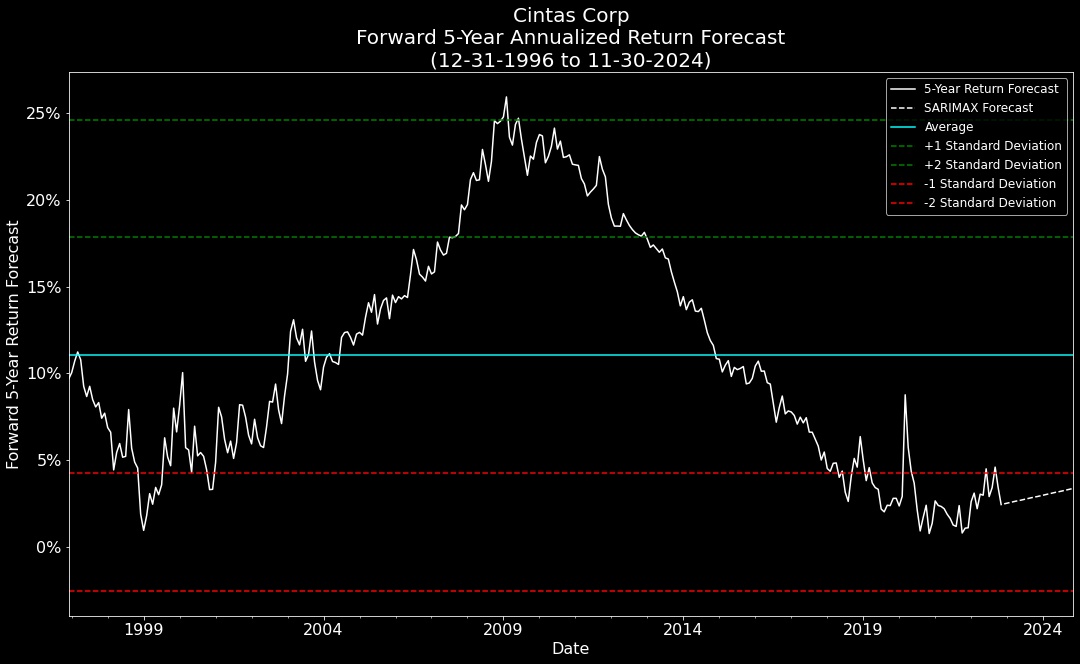 Cintas Corp
Forward 5-Year Annualized Return Forecast
(12-31-1996 to 11-30-2024)
5-Year Return Forecast
SARIMAX Forecast
Average
+1 Standard Deviation
+2 Standard Deviation
-1 Standard Deviation
-2 Standard Deviation
Forward 5-Year Return Forecast
25%
20%
15%
10%
5%
0%
1999 2004 2009 2014 2019 2024
Date